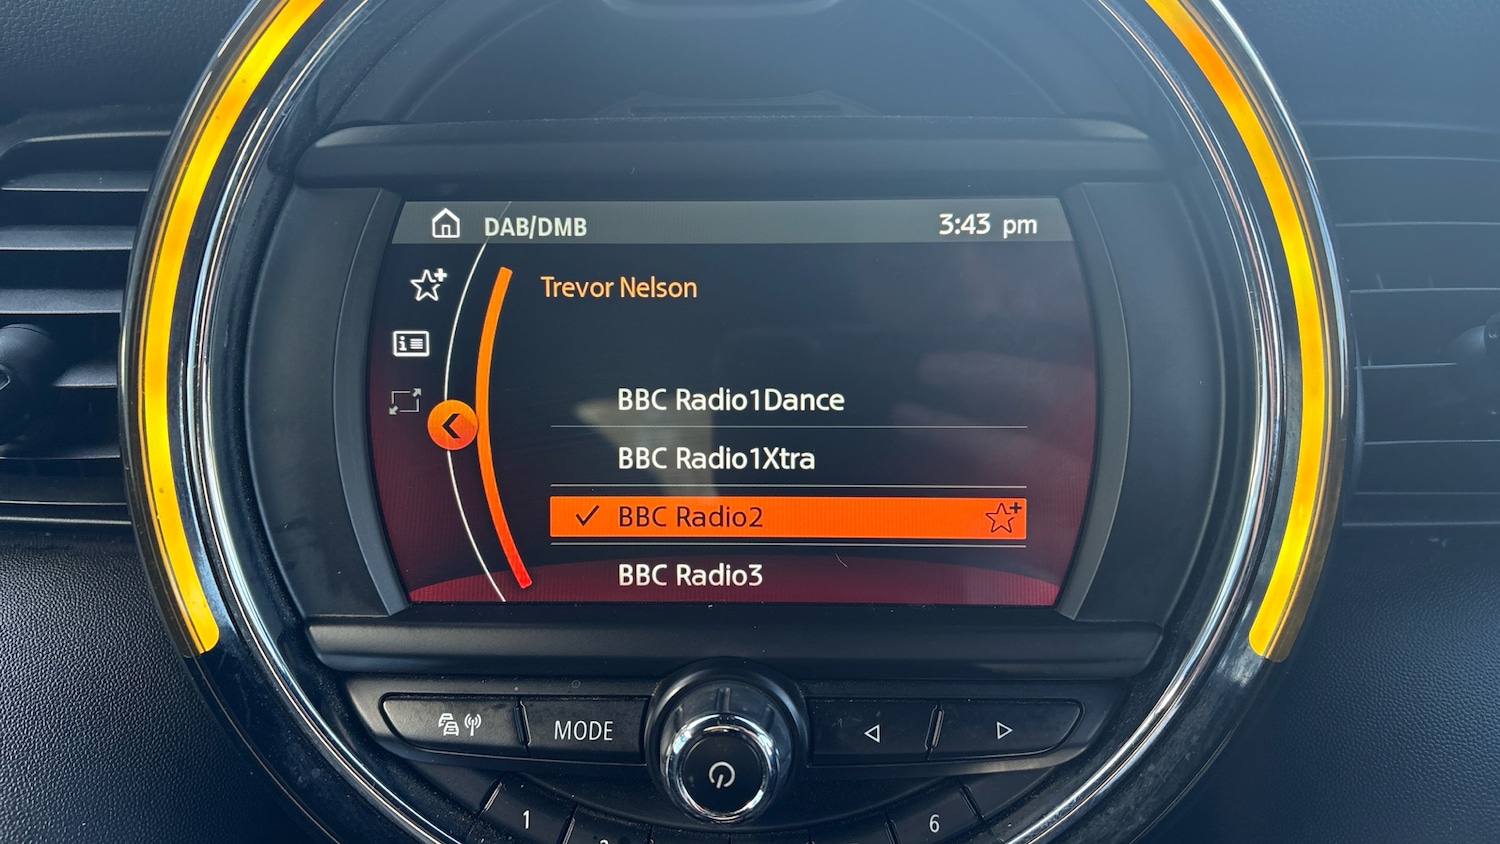 DAB/DMB 3:43 pm
Trevor Nelson
BBC Radio1Dance
BBC Radio1Xtra
BBC Radio2
BBC Radio3
MODE
1
6